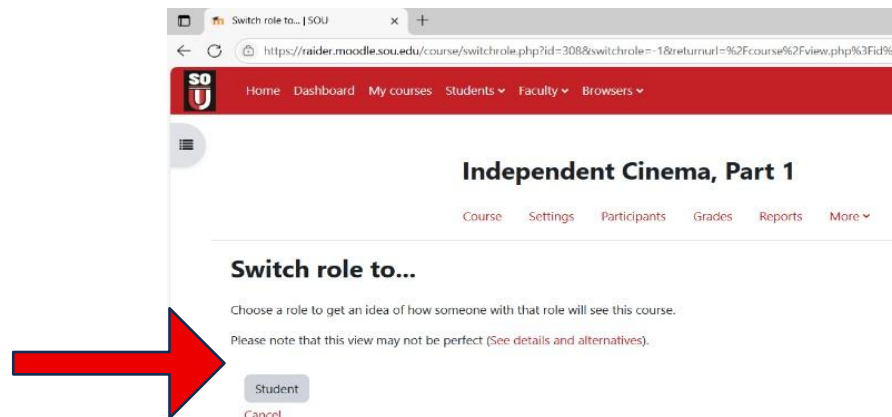 Switch role to... | SOU
https://raider.moodle.sou.edu/course/switchrole.php?id=308&switchrole=-1&returnurl=%2Fcourse%2Fview.php%3Fid%
SO
U
Home Dashboard My courses Students Faculty Browsers
Independent Cinema, Part 1
Course Settings Participants Grades Reports More
Switch role to...
Choose a role to get an idea of how someone with that role will see this course.
Please note that this view may not be perfect (See details and alternatives).
Student
Cancel